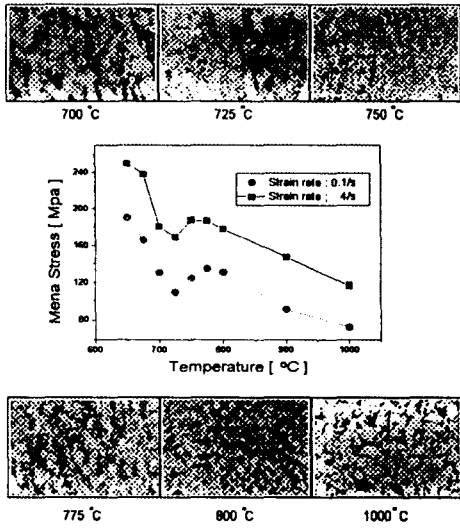 700 °C 725 °C 750 °C
240
200
160
120
80
Mena Stress [ Mpa ]
Strain rate : 0.1/s
Strain rate : 4/s
600 700 800 900 1000
Temperature [ °C ]
775 °C 800 °C 1000 °C